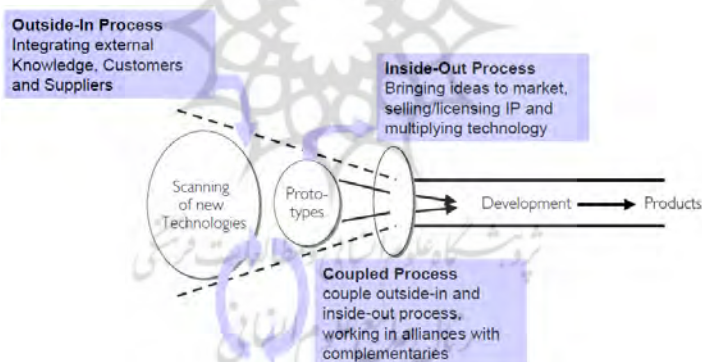 Outside-In Process
Integrating external
Knowledge, Customers
and Suppliers
Inside-Out Process
Bringing ideas to market,
selling/licensing IP and
multiplying technology
Scanning
of new
Technologies
Proto-
types
Development
Products
Coupled Process
couple outside-in and
inside-out process,
working in alliances with
complementaries